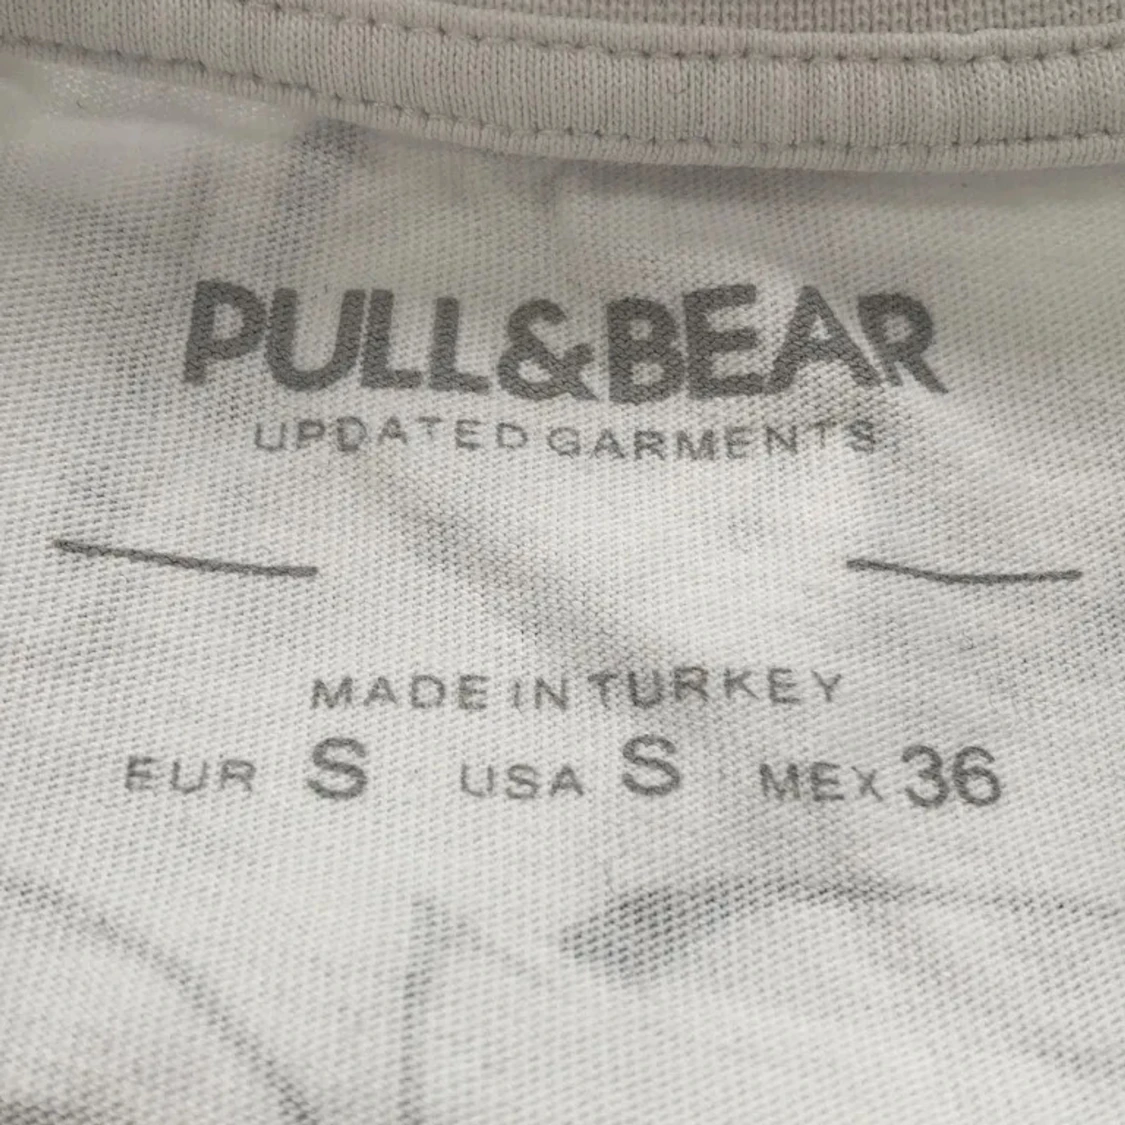 PULL&BEAR
UPDATED GARMENTS
MADE IN TURKEY
EUR S USA S MEX 36